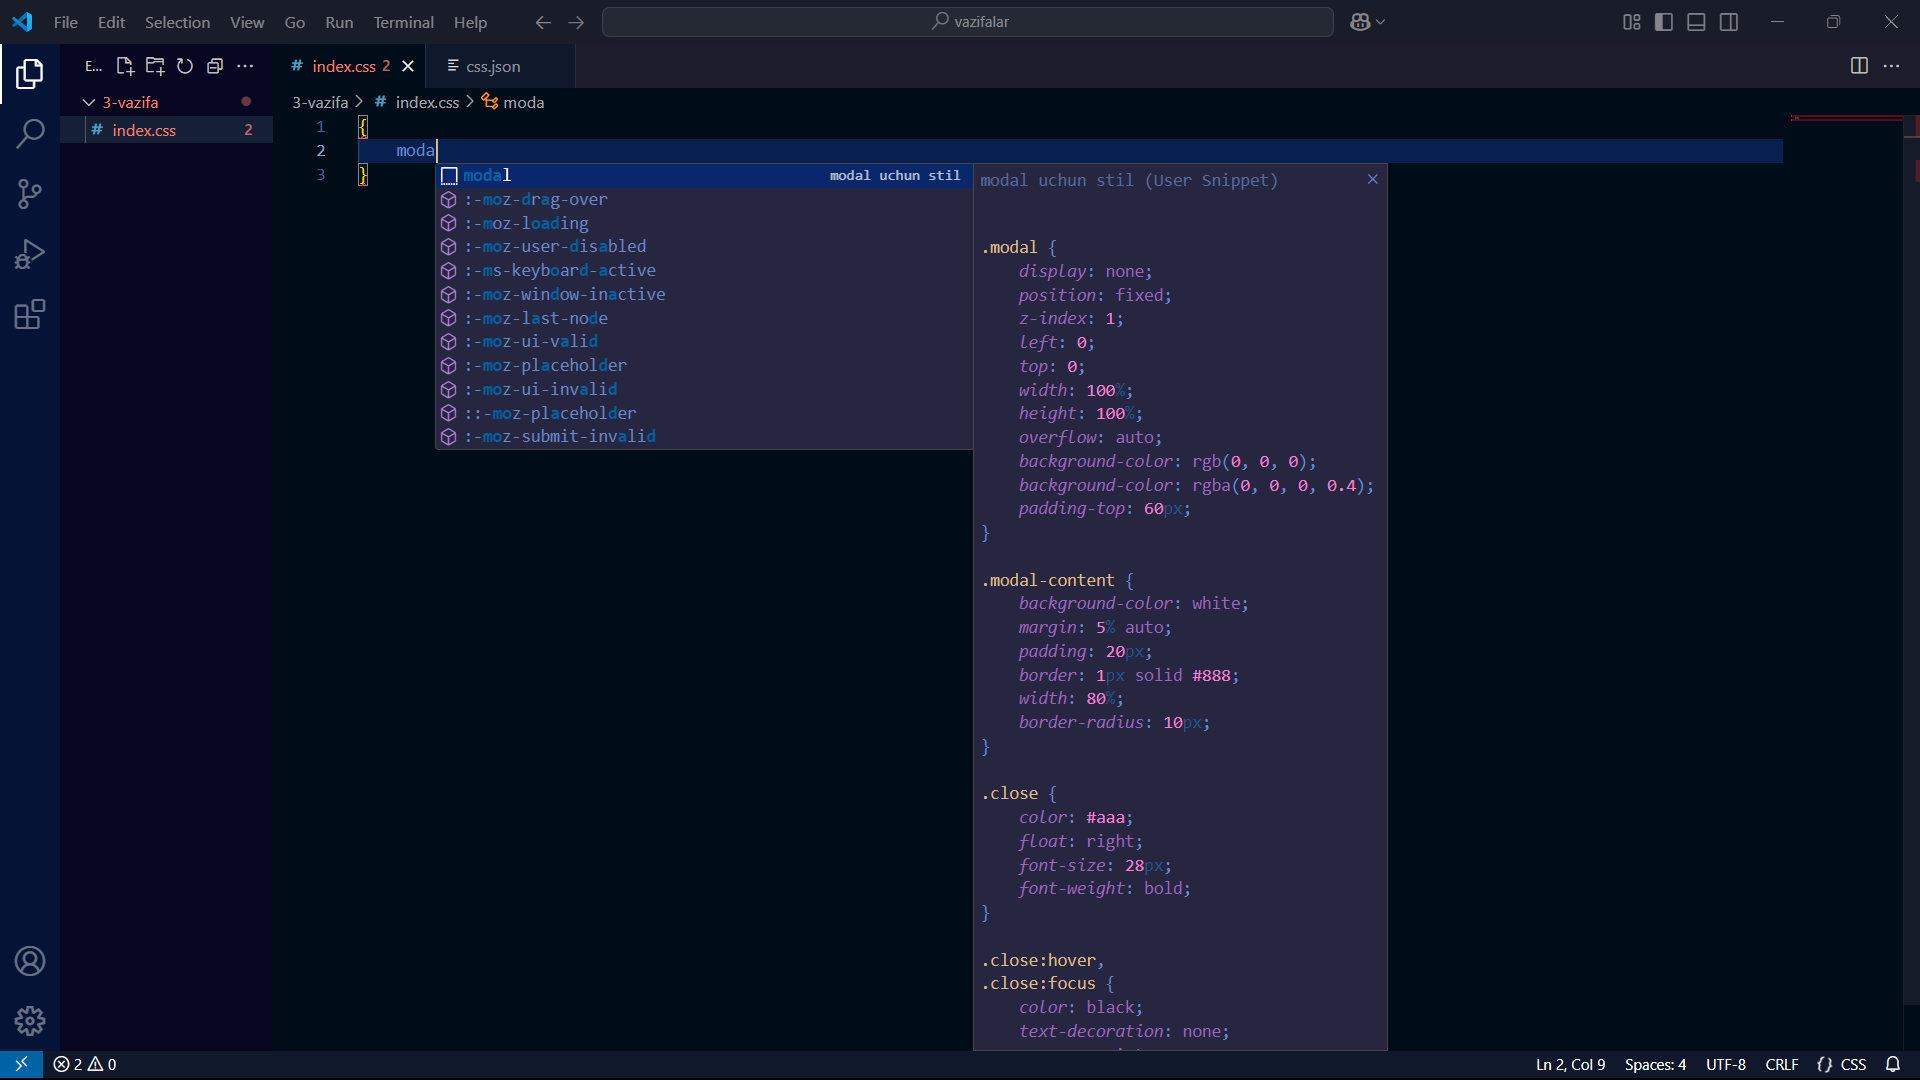 File Edit Selection View Go Run Terminal Help
vazifalar
E...
index.css 2
css.json
3-vazifa
index.css 2
3-vazifa > # index.css > moda
1 {
2 moda
3 }
modal modal uchun stil
:-moz-drag-over
:-moz-loading
:-moz-user-disabled
:-ms-keyboard-active
:-moz-window-inactive
:-moz-last-node
:-moz-ui-valid
:-moz-placeholder
:-moz-ui-invalid
::-moz-placeholder
:-moz-submit-invalid
modal uchun stil (User Snippet)
.modal {
display: none;
position: fixed;
z-index: 1;
left: 0;
top: 0;
width: 100%;
height: 100%;
overflow: auto;
background-color: rgb(0, 0, 0);
background-color: rgba(0, 0, 0, 0.4);
padding-top: 60px;
}
.modal-content {
background-color: white;
margin: 5% auto;
padding: 20px;
border: 1px solid #888;
width: 80%;
border-radius: 10px;
}
.close {
color: #aaa;
float: right;
font-size: 28px;
font-weight: bold;
}
.close:hover,
.close:focus {
color: black;
text-decoration: none;
2 0
Ln 2, Col 9 Spaces: 4 UTF-8 CRLF {} CSS